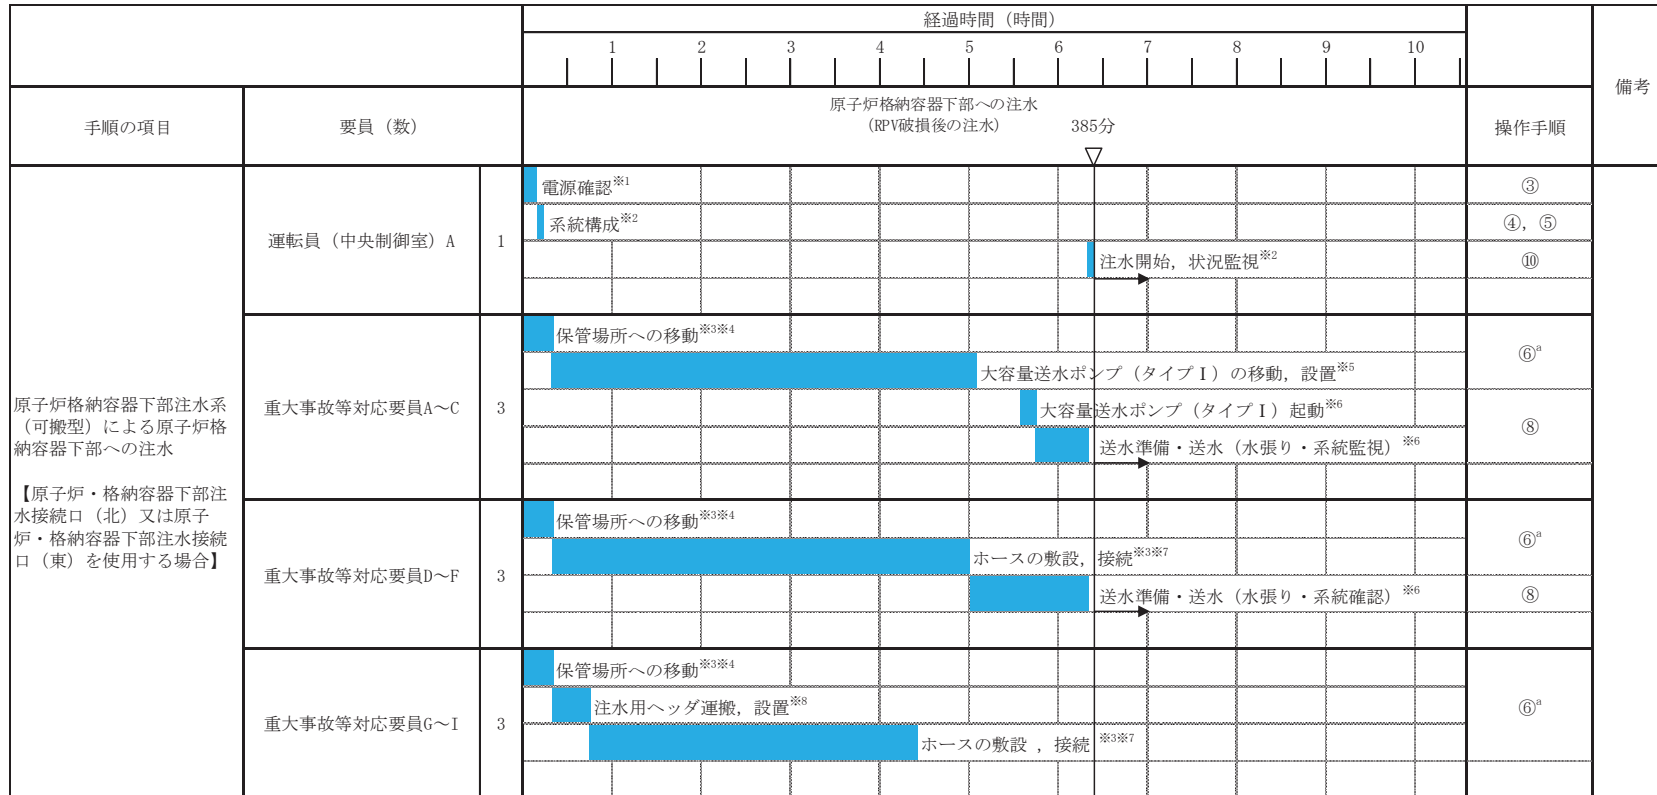 経過時間（時間）
1 2 3 4 5 6 7 8 9 10
備考
手順の項目
要員（数）
原子炉格納容器下部への注水
（RPV破損後の注水）
385分
操作手順
原子炉格納容器下部注水系
（可搬型）による原子炉格
納容器下部への注水
【原子炉・格納容器下部注
水接続口（北）又は原子
炉・格納容器下部注水接続
口（東）を使用する場合】
運転員（中央制御室）A
1
電源確認※1
③
系統構成※2
④，⑤
注水開始，状況監視※2
⑩
重大事故等対応要員A～C
3
保管場所への移動※3※4
大容量送水ポンプ（タイプⅠ）の移動，設置※5
⑥a
大容量送水ポンプ（タイプⅠ）起動※6
送水準備・送水（水張り・系統監視）※6
⑧
重大事故等対応要員D～F
3
保管場所への移動※3※4
ホースの敷設，接続※3※7
⑥a
送水準備・送水（水張り・系統確認）※6
⑧
重大事故等対応要員G～I
3
保管場所への移動※3※4
注水用ヘッダ運搬，設置※8
ホースの敷設，接続※3※7
⑥a